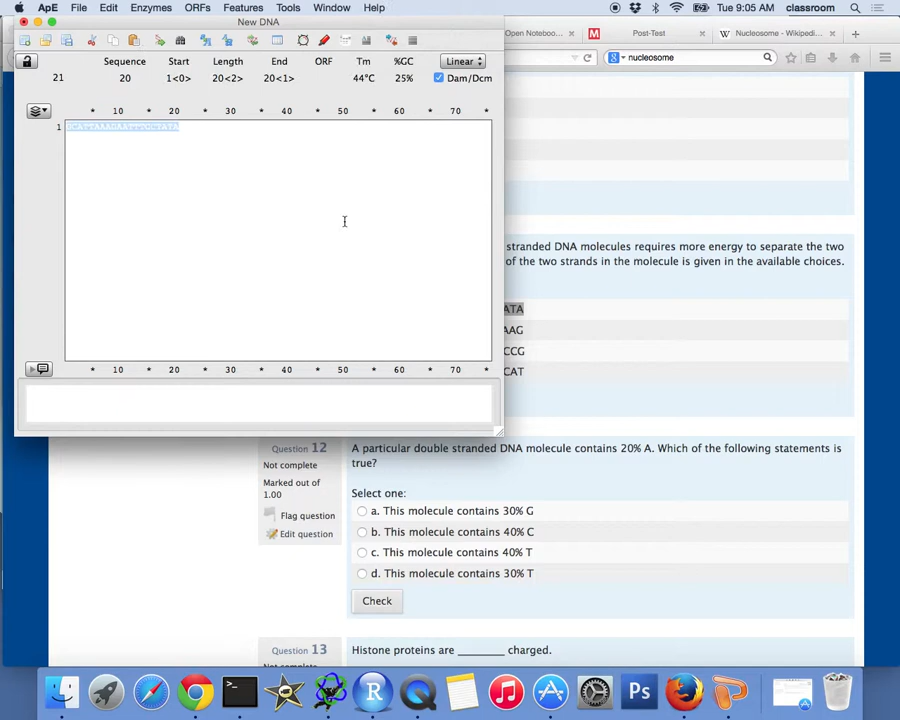 ApE File Edit Enzymes ORFs Features Tools Window Help Tue 9:05 AM classroom
New DNA
Open Notebo... Post-Test Nucleosome - Wikipedi...
Sequence Start Length End ORF Tm %GC Linear
21 20 1<0> 20<2> 20<1> 44°C 25% Dam/Dcm
nucleosome
* 10 * 20 * 30 * 40 * 50 * 60 * 70 *
1
* 10 * 20 * 30 * 40 * 50 * 60 * 70 *
stranded DNA molecules requires more energy to separate the two
of the two strands in the molecule is given in the available choices.
ATA
AAG
CCG
CAT
Question 12
Not complete
Marked out of
1.00
Flag question
Edit question
A particular double stranded DNA molecule contains 20% A. Which of the following statements is
true?
Select one:
a. This molecule contains 30% G
b. This molecule contains 40% C
c. This molecule contains 40% T
d. This molecule contains 30% T
Check
Question 13
Histone proteins are ________ charged.
Ps